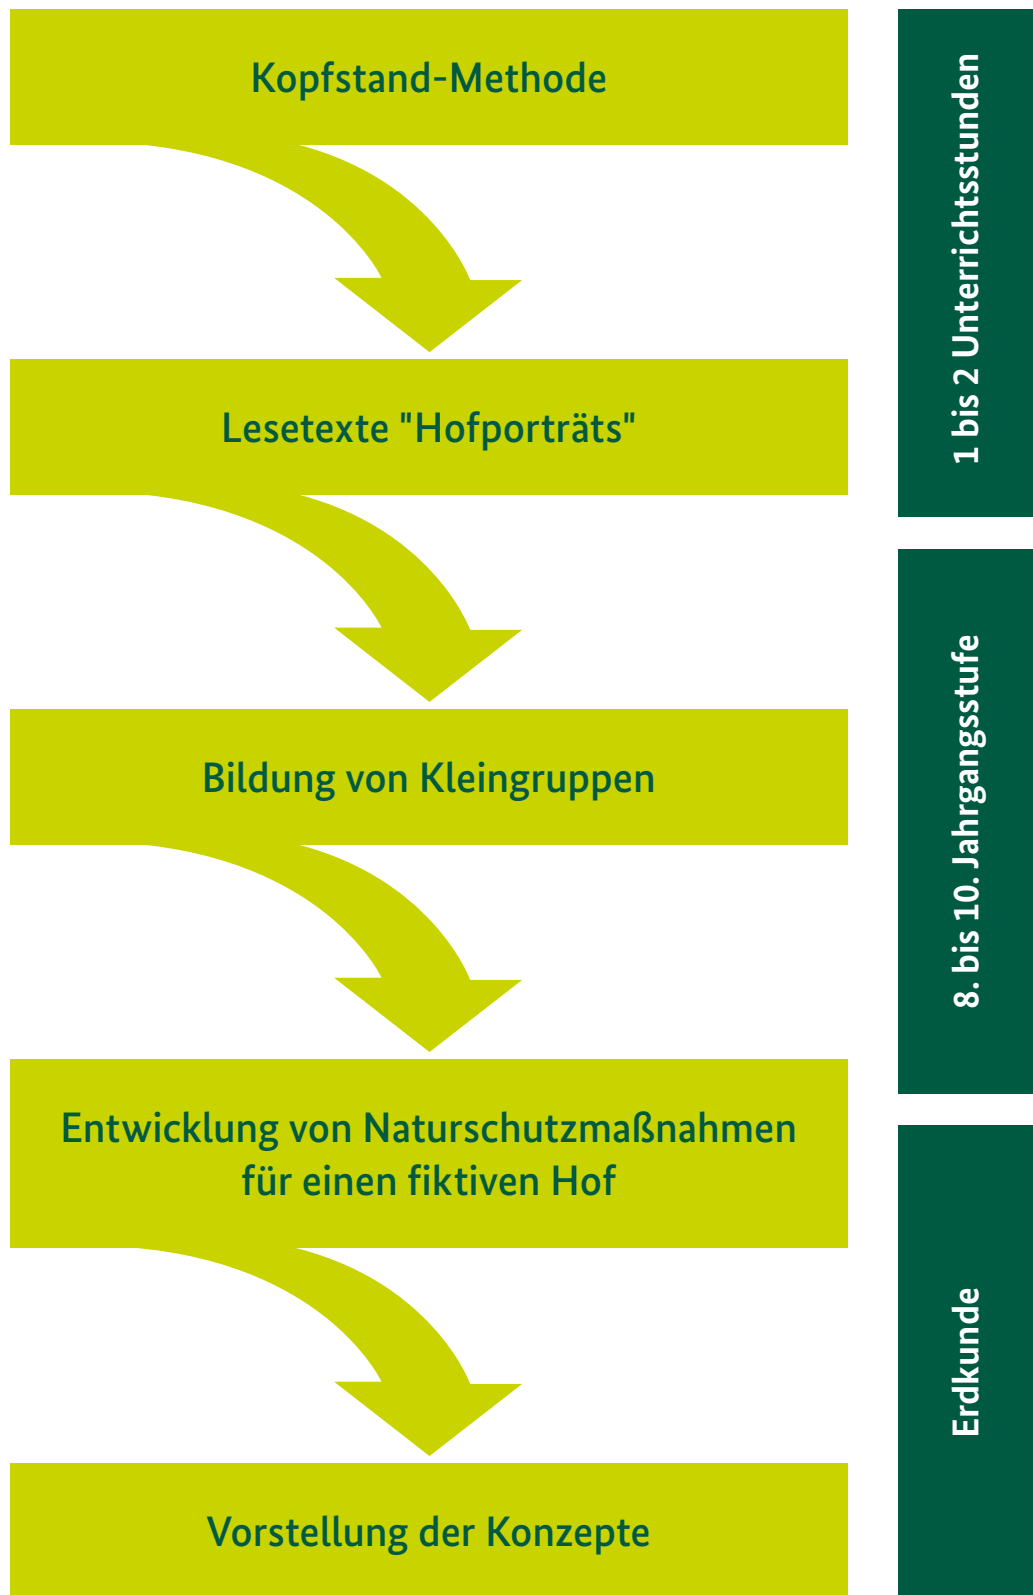 Kopfstand-Methode
Lesetexte "Hofporträts"
Bildung von Kleingruppen
Entwicklung von Naturschutzmaßnahmen
für einen fiktiven Hof
Vorstellung der Konzepte
1 bis 2 Unterrichtsstunden
8. bis 10. Jahrgangsstufe
Erdkunde